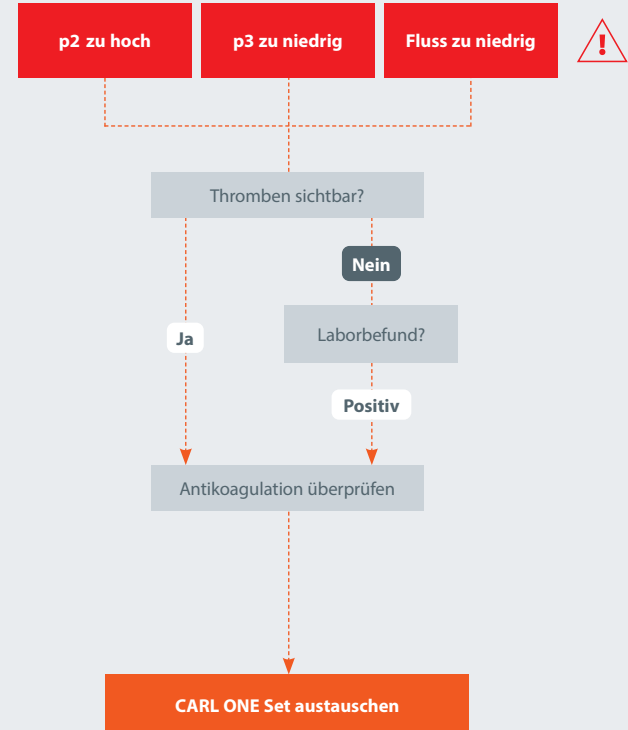 p2 zu hoch
p3 zu niedrig
Fluss zu niedrig
!
Thromben sichtbar?
Nein
Ja
Laborbefund?
Positiv
Antikoagulation überprüfen
CARL ONE Set austauschen